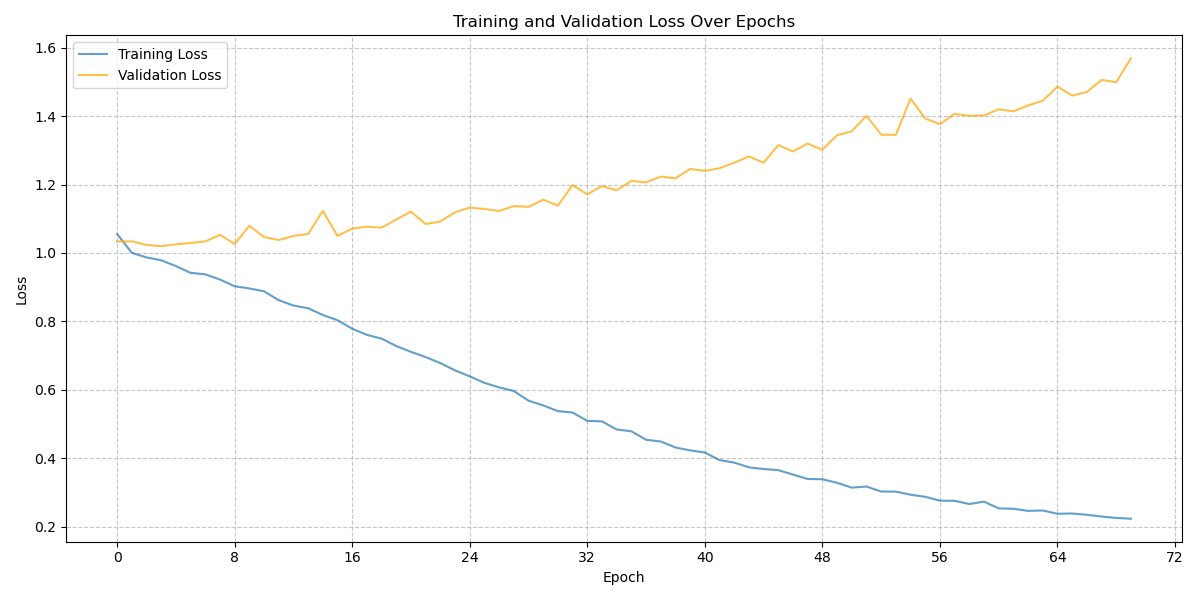 Training and Validation Loss Over Epochs
Training Loss
Validation Loss
Loss
1.6
1.4
1.2
1.0
0.8
0.6
0.4
0.2
0 8 16 24 32 40 48 56 64 72
Epoch